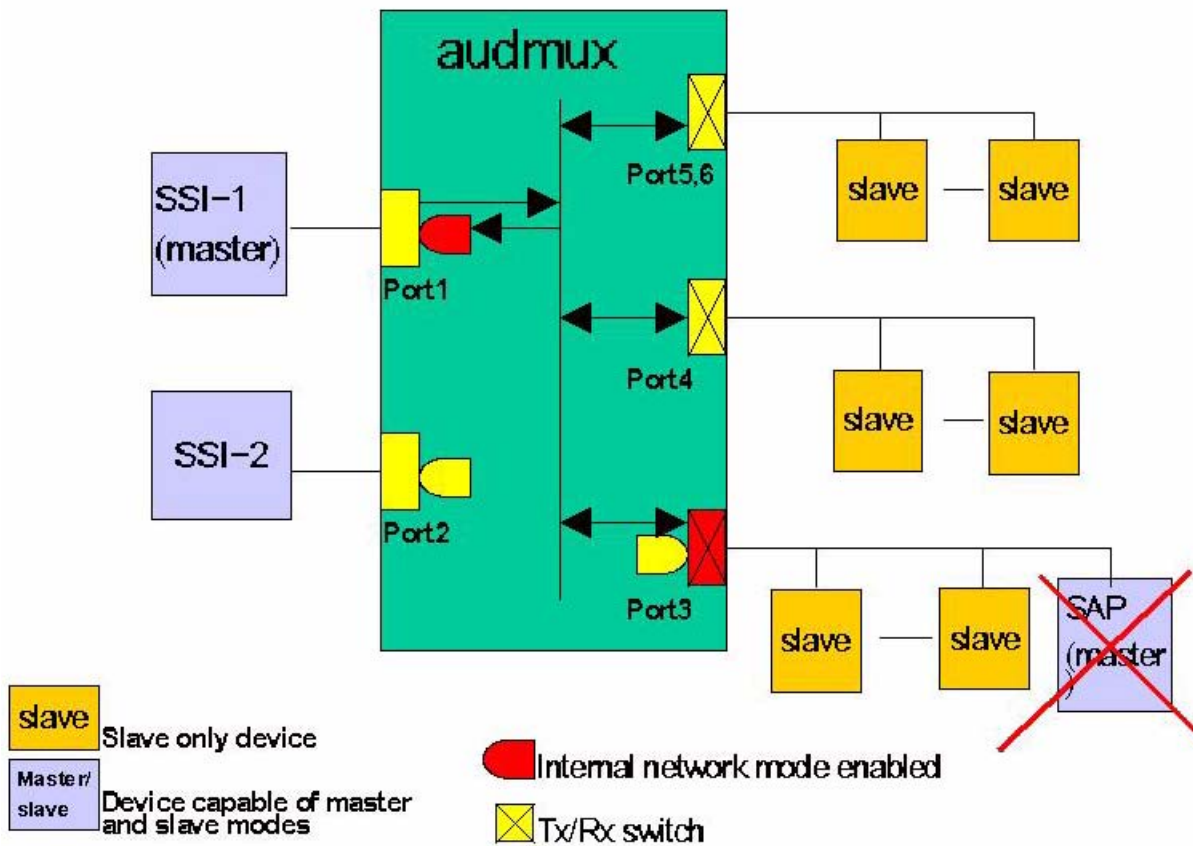 audmux
Port5,6
slave
slave
SSI-1
(master)
Port1
Port4
slave
slave
SSI-2
Port2
Port3
slave
slave
SAP
(master
)
slave
Slave only device
Master/
slave
Device capable of master
and slave modes
Internal network mode enabled
Tx/Rx switch